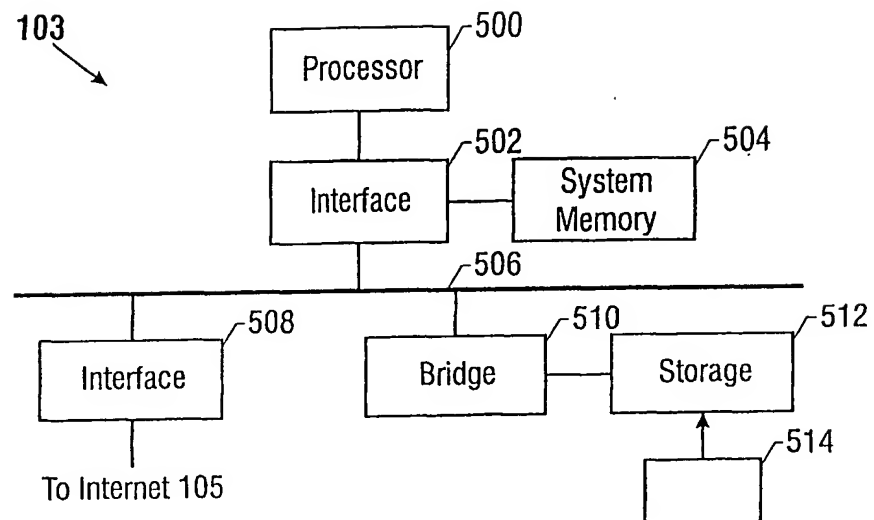 103
500
Processor
502
Interface
504
System
Memory
506
508
Interface
510
Bridge
512
Storage
514
To Internet 105